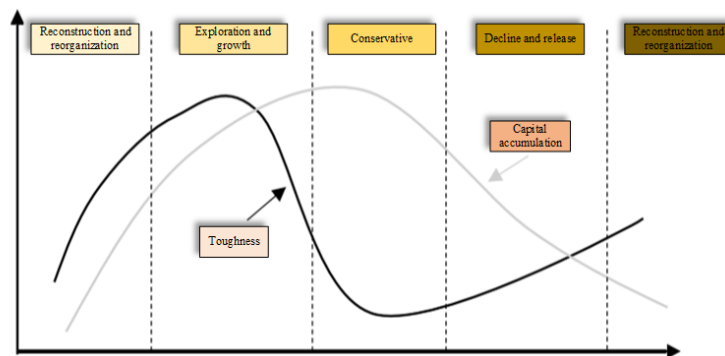 Reconstruction and
reorganization
Exploration and
growth
Conservative
Decline and release
Reconstruction and
reorganization
Capital
accumulation
Toughness